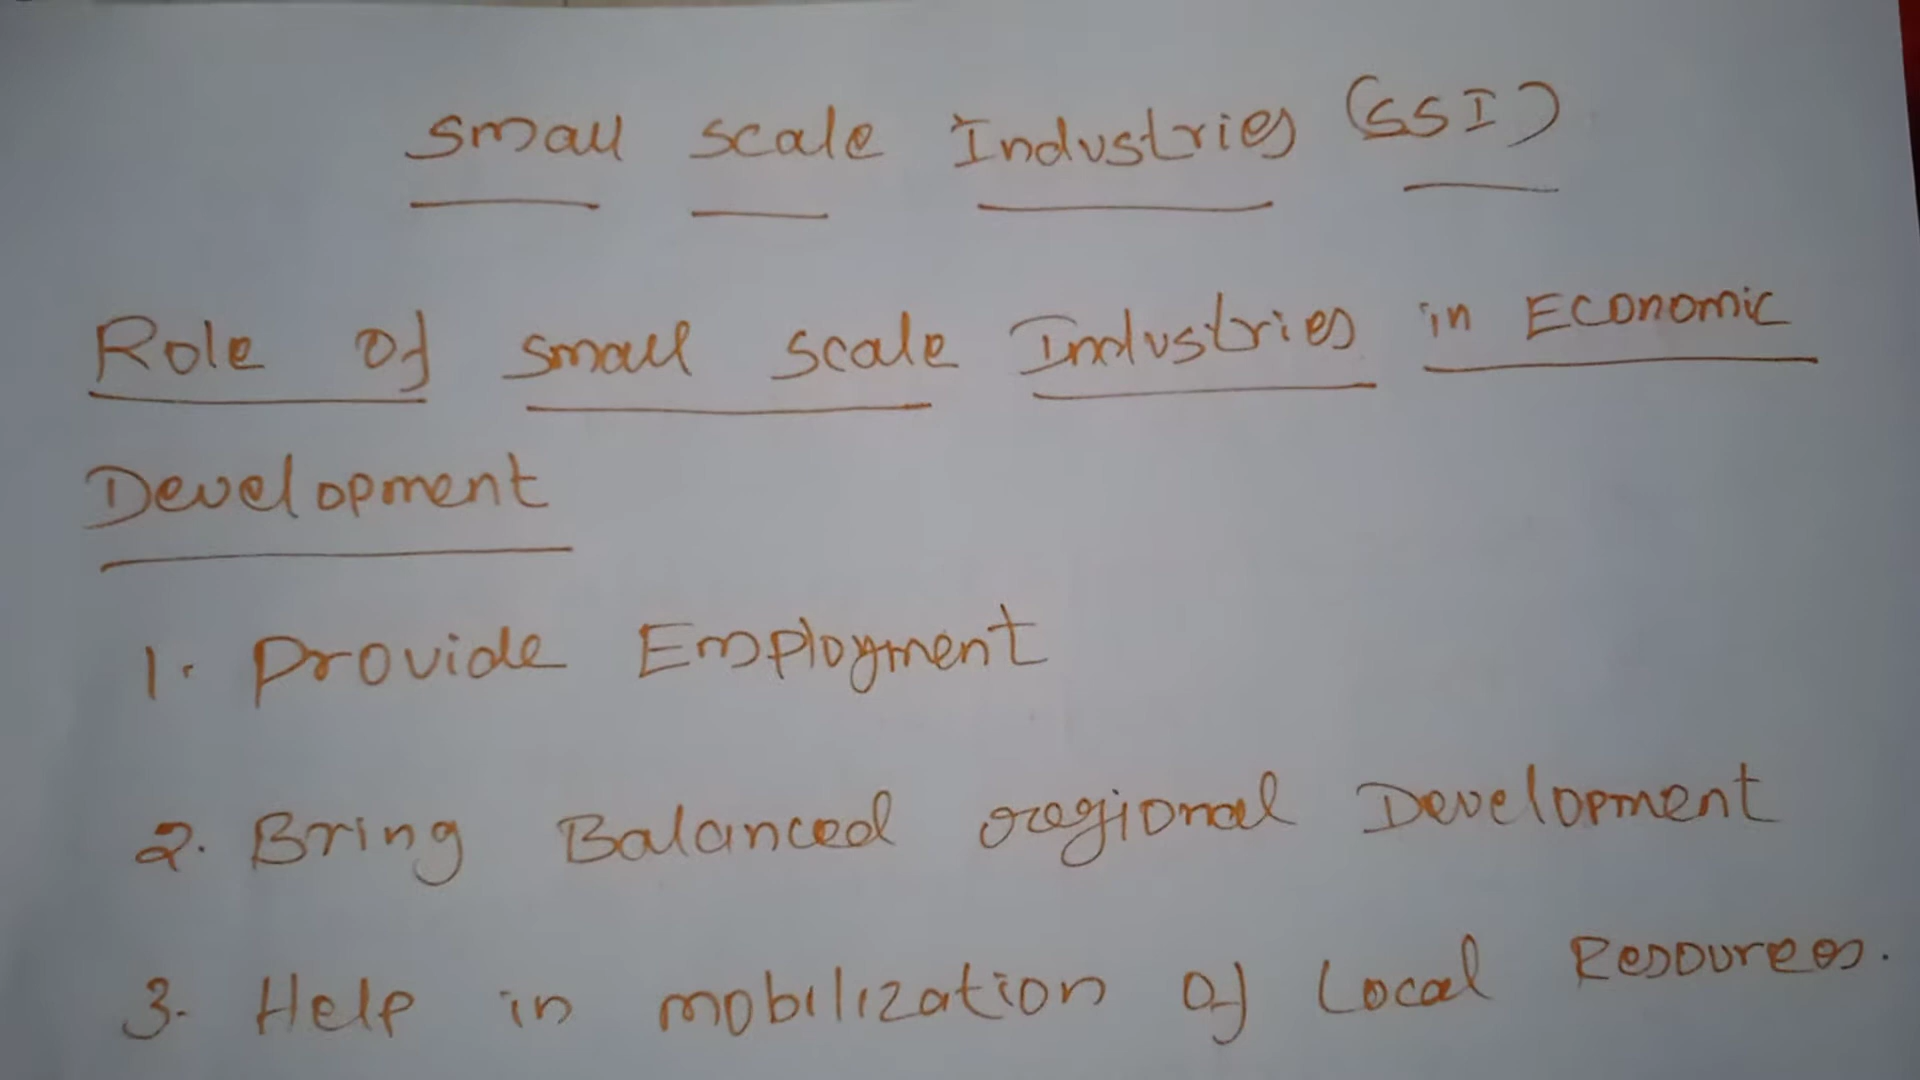 Small Scale Industries (SSI)
Role of Small Scale Industries in Economic
Development
1. Provide Employment
2. Bring Balanced regional Development
3. Help in mobilization of Local Resources.